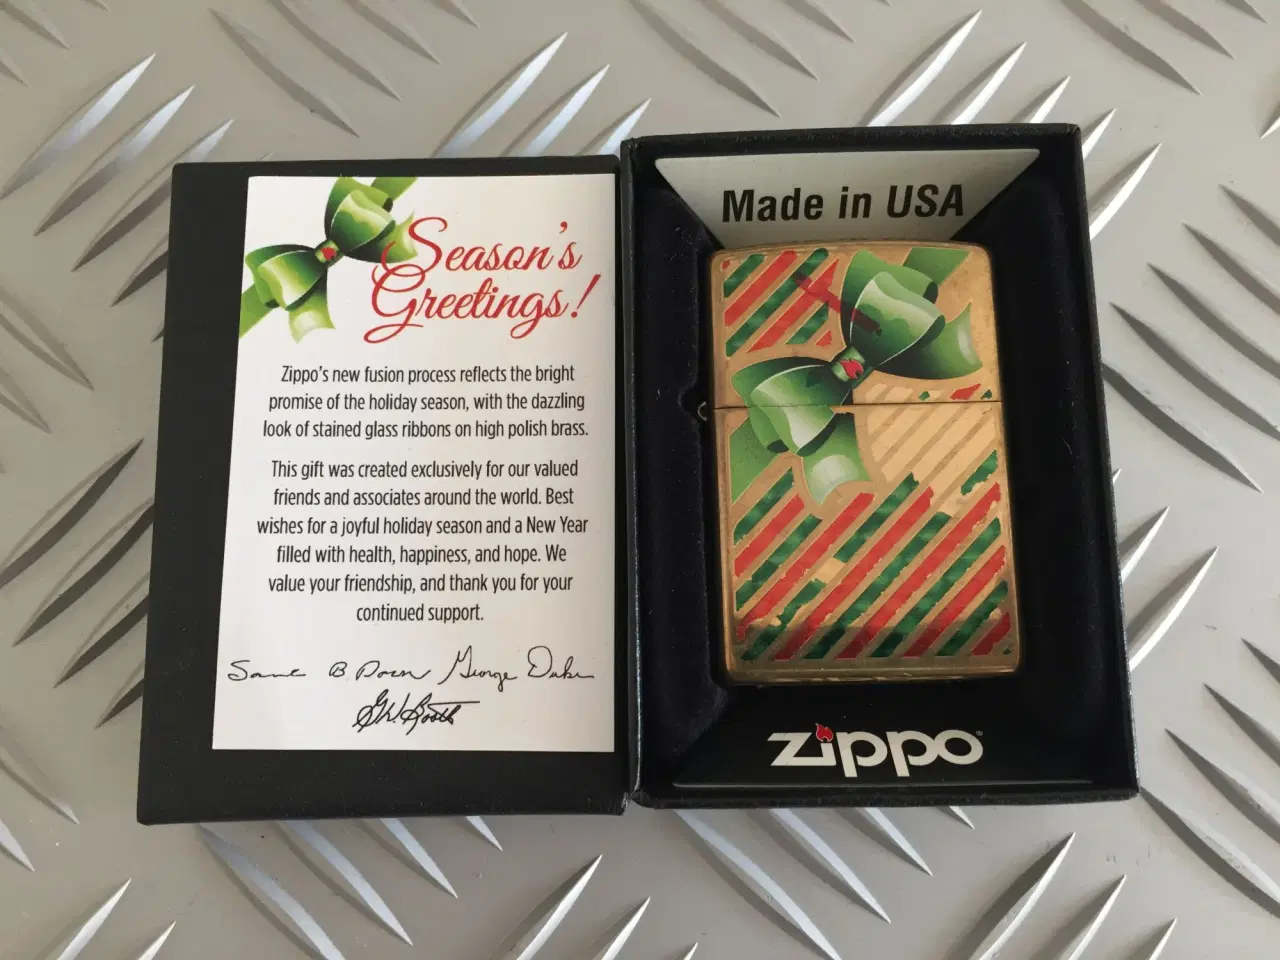 Season's
Greetings!
Zippo's new fusion process reflects the bright
promise of the holiday season, with the dazzling
look of stained glass ribbons on high polish brass.
This gift was created exclusively for our valued
friends and associates around the world. Best
wishes for a joyful holiday season and a New Year
filled with health, happiness, and hope. We
value your friendship, and thank you for your
continued support.
George Duke
G.W. Booth
Made in USA
zippo